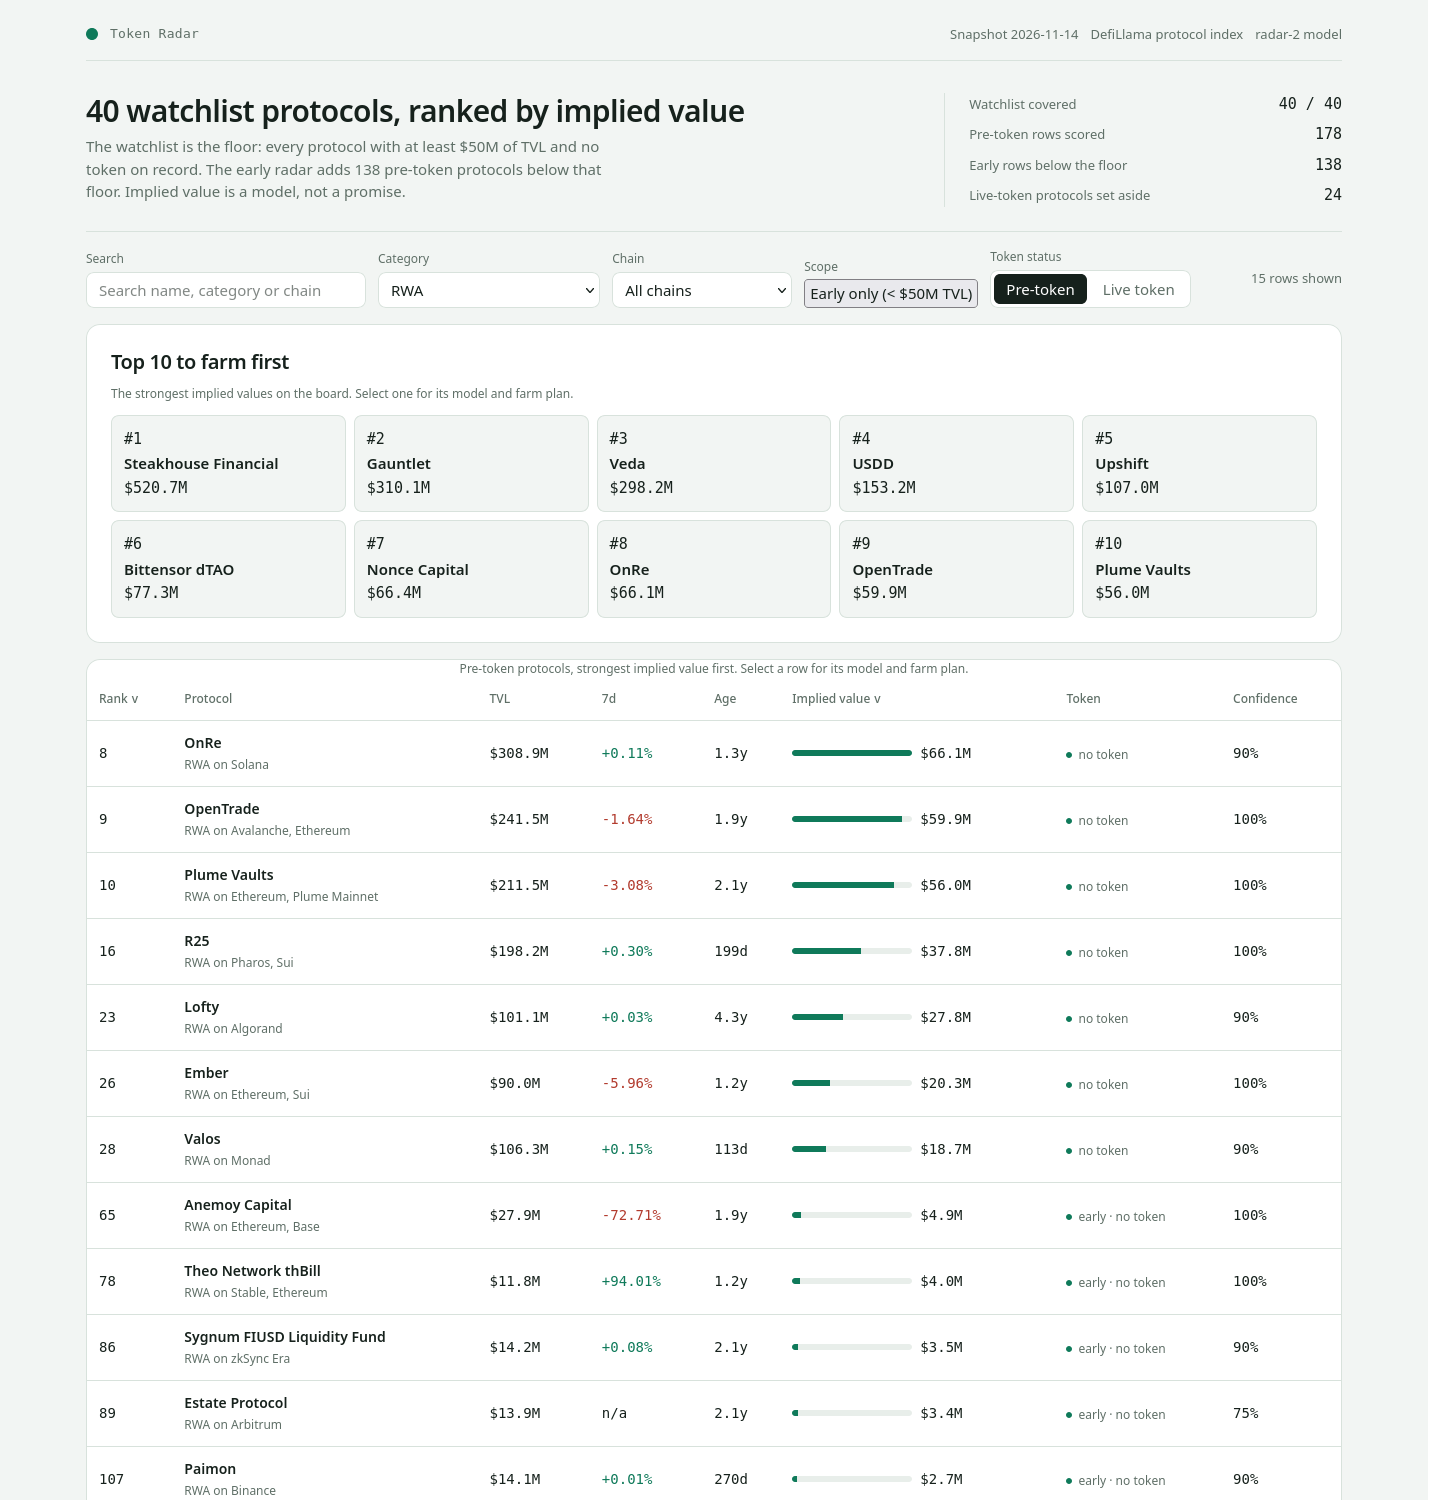 Token Radar
Snapshot 2026-11-14 DefiLlama protocol index radar-2 model
40 watchlist protocols, ranked by implied value
The watchlist is the floor: every protocol with at least $50M of TVL and no
token on record. The early radar adds 138 pre-token protocols below that
floor. Implied value is a model, not a promise.
Watchlist covered 40 / 40
Pre-token rows scored 178
Early rows below the floor 138
Live-token protocols set aside 24
Search
Category
Chain
Scope
Token status
Search name, category or chain
RWA
All chains
Early only (< $50M TVL)
Pre-token
Live token
15 rows shown
Top 10 to farm first
The strongest implied values on the board. Select one for its model and farm plan.
#1
Steakhouse Financial
$520.7M
#2
Gauntlet
$310.1M
#3
Veda
$298.2M
#4
USDD
$153.2M
#5
Upshift
$107.0M
#6
Bittensor dTAO
$77.3M
#7
Nonce Capital
$66.4M
#8
OnRe
$66.1M
#9
OpenTrade
$59.9M
#10
Plume Vaults
$56.0M
Pre-token protocols, strongest implied value first. Select a row for its model and farm plan.
Rank v Protocol TVL 7d Age Implied value v Token Confidence
8 OnRe $308.9M +0.11% 1.3y $66.1M no token 90%
RWA on Solana
9 OpenTrade $241.5M -1.64% 1.9y $59.9M no token 100%
RWA on Avalanche, Ethereum
10 Plume Vaults $211.5M -3.08% 2.1y $56.0M no token 100%
RWA on Ethereum, Plume Mainnet
16 R25 $198.2M +0.30% 199d $37.8M no token 100%
RWA on Pharos, Sui
23 Lofty $101.1M +0.03% 4.3y $27.8M no token 90%
RWA on Algorand
26 Ember $90.0M -5.96% 1.2y $20.3M no token 100%
RWA on Ethereum, Sui
28 Valos $106.3M +0.15% 113d $18.7M no token 90%
RWA on Monad
65 Anemoy Capital $27.9M -72.71% 1.9y $4.9M early · no token 100%
RWA on Ethereum, Base
78 Theo Network thBill $11.8M +94.01% 1.2y $4.0M early · no token 100%
RWA on Stable, Ethereum
86 Sygnum FIUSD Liquidity Fund $14.2M +0.08% 2.1y $3.5M early · no token 90%
RWA on zkSync Era
89 Estate Protocol $13.9M n/a 2.1y $3.4M early · no token 75%
RWA on Arbitrum
107 Paimon $14.1M +0.01% 270d $2.7M early · no token 90%
RWA on Binance